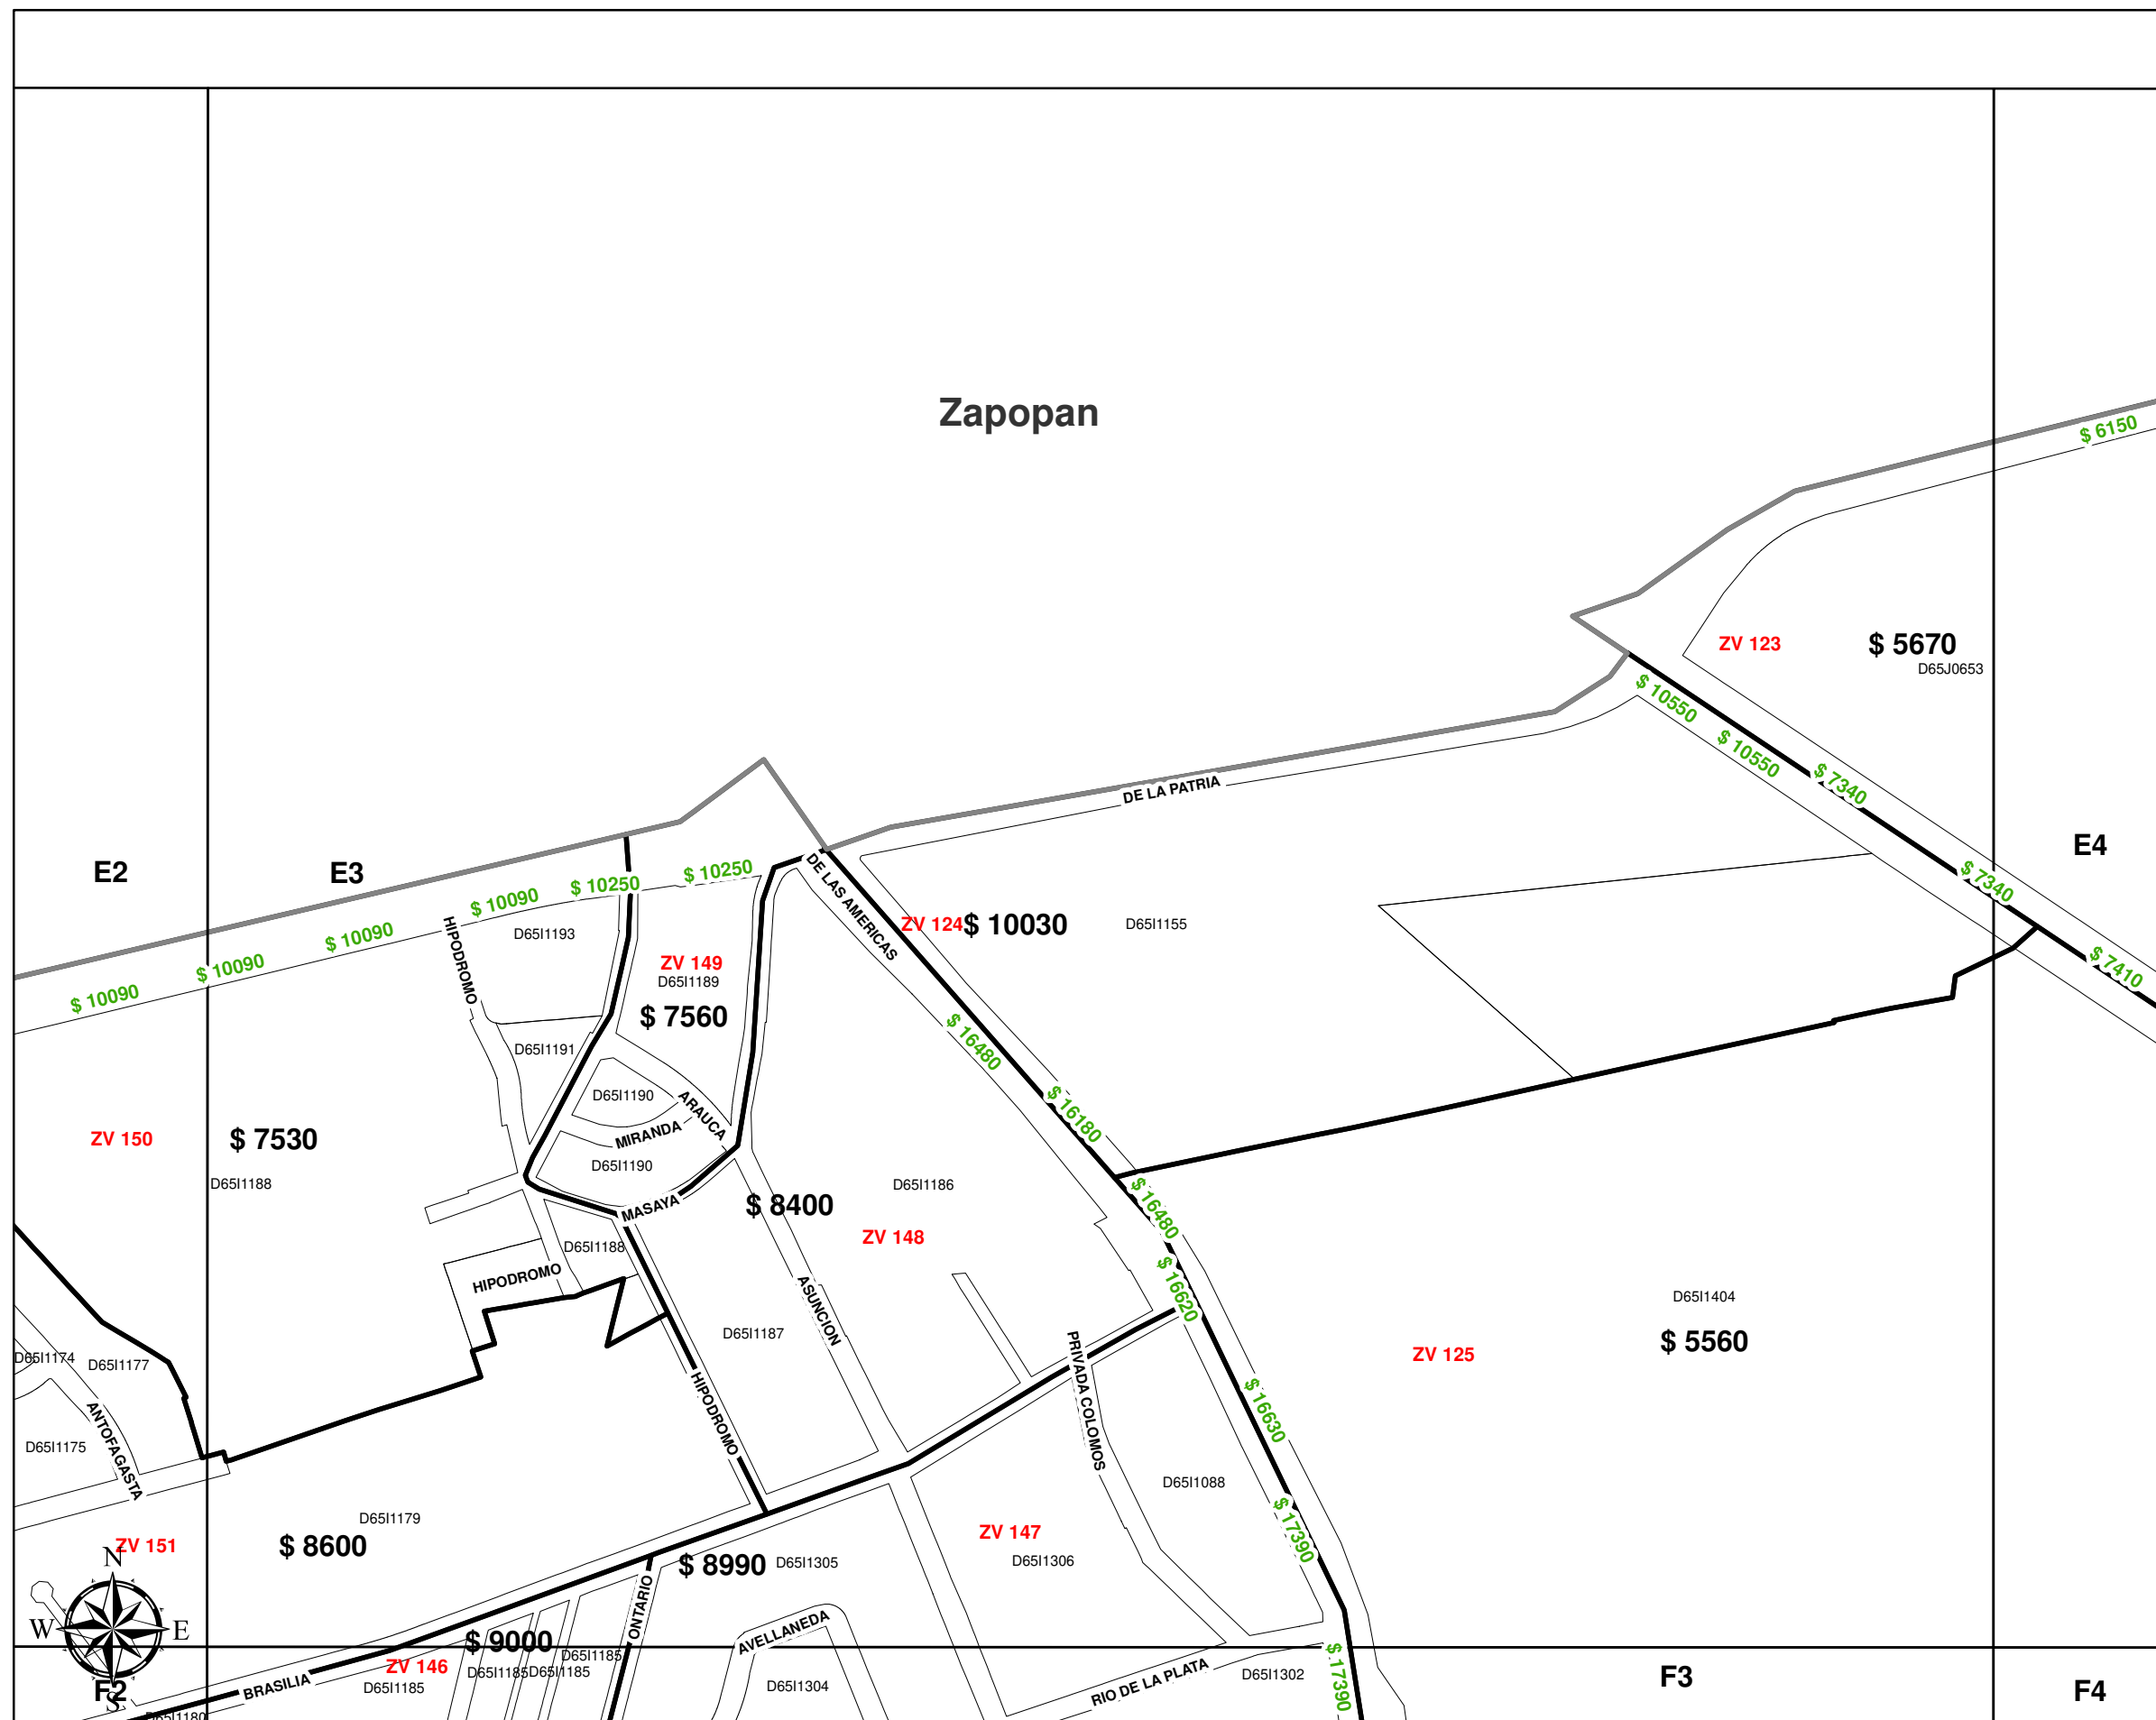 Zapopan
$ 6150
ZV 123
$ 5670
D65J0653
$ 10550
$ 10550
$ 7340
DE LA PATRIA
E2
E3
E4
$ 7340
$ 7410
$ 10250
$ 10250
$ 10090
$ 10090
$ 10090
$ 10090
HIPODROMO
D65I1193
DE LAS AMERICAS
ZV 124
$ 10030
D65I1155
ZV 149
D65I1189
$ 7560
$ 16480
D65I1191
D65I1190
ARAUCA
MIRANDA
D65I1190
$ 16180
ZV 150
$ 7530
D65I1188
MASAYA
$ 8400
D65I1186
ZV 148
$ 16480
D65I1188
HIPODROMO
ASUNCION
$ 16620
D65I1187
D65I1404
$ 5560
ZV 125
D65I1174
D65I1177
PRIVADA COLOMOS
HIPODROMO
$ 16630
ANTOFAGASTA
D65I1175
D65I1088
D65I1179
ZV 151
$ 8600
ZV 147
D65I1306
$ 17390
$ 8990
D65I1305
N
W
E
S
ONTARIO
AVELLANEDA
$ 9000
D65I1185
ZV 146
D65I1185
D65I1185
D65I1185
BRASILIA
D65I1304
RIO DE LA PLATA
D65I1302
$ 17390
F2
F3
F4
D65I1180